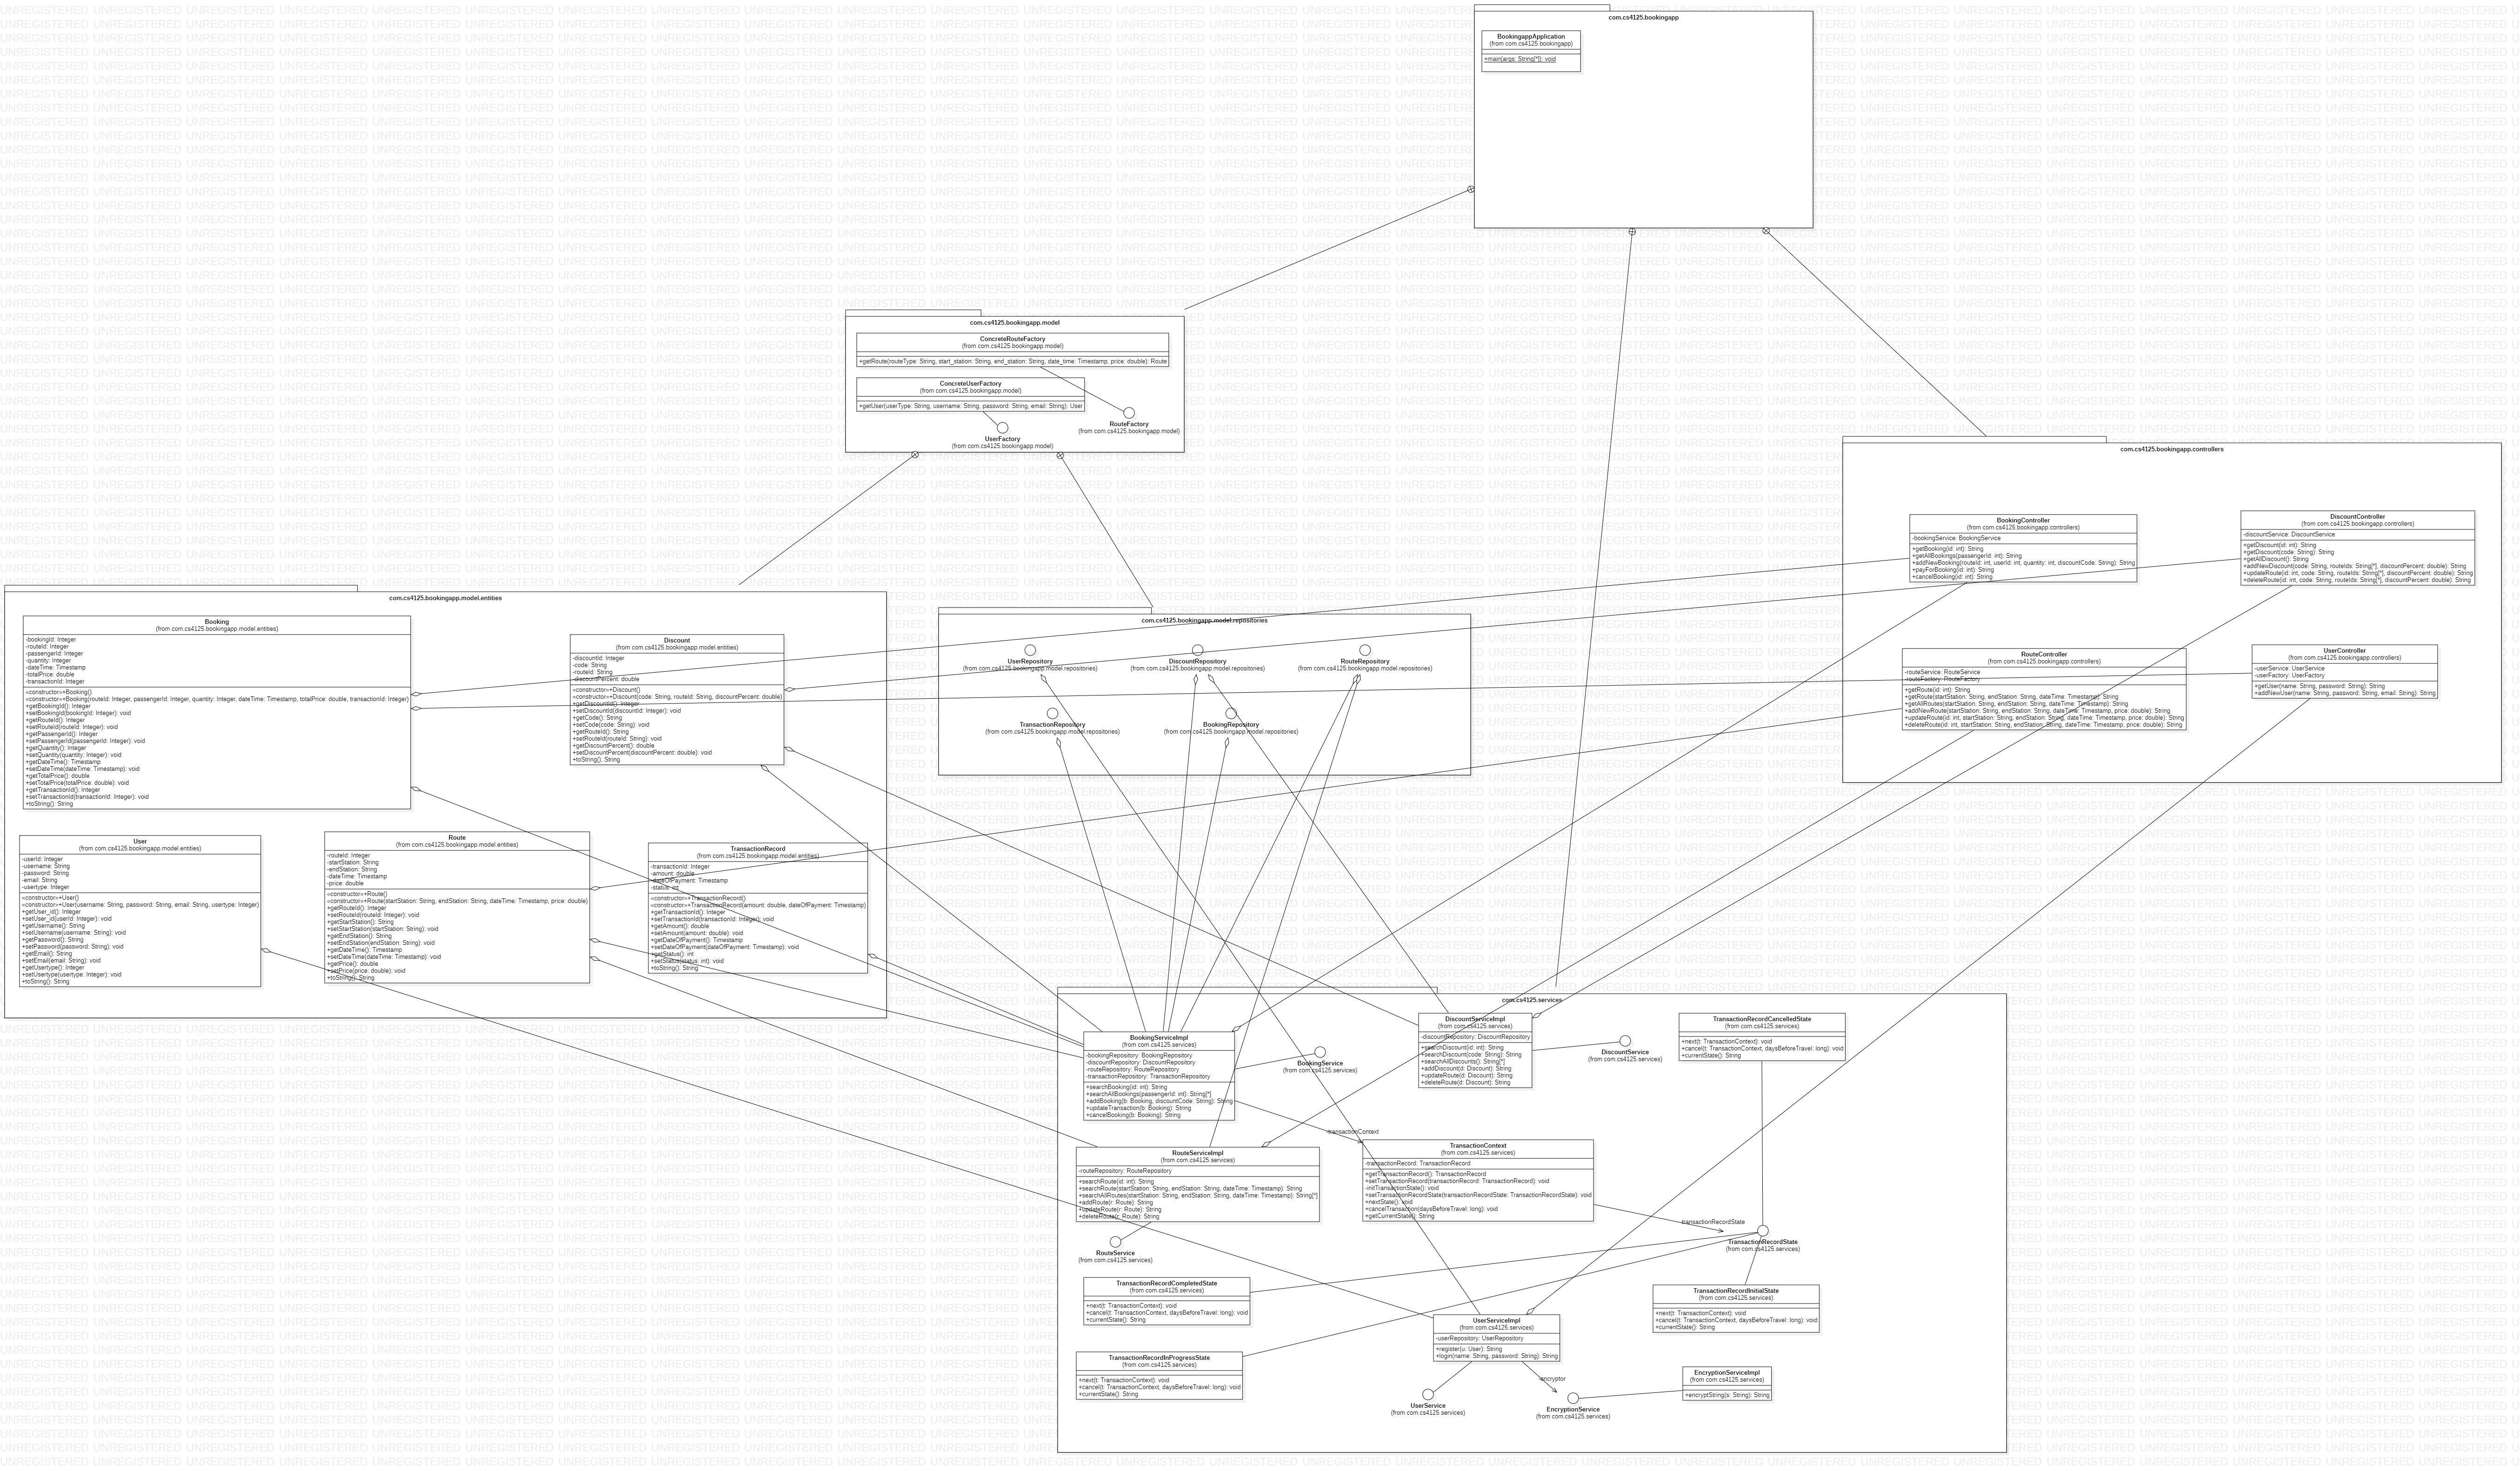 com.cs4125.bookingapp
BookingappApplication
(from com.cs4125.bookingapp)
+main(args: String[*]): void
com.cs4125.bookingapp.model
ConcreteRouteFactory
(from com.cs4125.bookingapp.model)
+getRoute(routeType: String, start_station: String, end_station: String, date_time: Timestamp, price: double): Route
ConcreteUserFactory
(from com.cs4125.bookingapp.model)
+getUser(userType: String, username: String, password: String, email: String): User
RouteFactory
(from com.cs4125.bookingapp.model)
UserFactory
(from com.cs4125.bookingapp.model)
com.cs4125.bookingapp.controllers
BookingController
(from com.cs4125.bookingapp.controllers)
-bookingService: BookingService
+getBooking(id: int): String
+getAllBookings(passengerId: int): String
+addNewBooking(routeId: int, userId: int, quantity: int, discountCode: String): String
+payForBooking(id: int): String
+cancelBooking(id: int): String
DiscountController
(from com.cs4125.bookingapp.controllers)
-discountService: DiscountService
+getDiscount(id: int): String
+getDiscount(code: String): String
+getAllDiscount(): String
+addNewDiscount(code: String, routeIds: String[*], discountPercent: double): String
+updateRoute(id: int, code: String, routeIds: String[*], discountPercent: double): String
+deleteRoute(id: int, code: String, routeIds: String[*], discountPercent: double): String
RouteController
(from com.cs4125.bookingapp.controllers)
-routeService: RouteService
-routeFactory: RouteFactory
+getRoute(id: int): String
+getRoute(startStation: String, endStation: String, dateTime: Timestamp): String
+getAllRoutes(startStation: String, endStation: String, dateTime: Timestamp): String
+addNewRoute(startStation: String, endStation: String, dateTime: Timestamp, price: double): String
+updateRoute(id: int, startStation: String, endStation: String, dateTime: Timestamp, price: double): String
+deleteRoute(id: int, startStation: String, endStation: String, dateTime: Timestamp, price: double): String
UserController
(from com.cs4125.bookingapp.controllers)
-userService: UserService
-userFactory: UserFactory
+getUser(name: String, password: String): String
+addNewUser(name: String, password: String, email: String): String
com.cs4125.bookingapp.model.entities
Booking
(from com.cs4125.bookingapp.model.entities)
-bookingId: Integer
-routeId: Integer
-passengerId: Integer
-quantity: Integer
-dateTime: Timestamp
-totalPrice: double
-transactionId: Integer
«constructor»+Booking()
«constructor»+Booking(routeId: Integer, passengerId: Integer, quantity: Integer, dateTime: Timestamp, totalPrice: double, transactionId: Integer)
+getBookingId(): Integer
+setBookingId(bookingId: Integer): void
+getRouteId(): Integer
+setRouteId(routeId: Integer): void
+getPassengerId(): Integer
+setPassengerId(passengerId: Integer): void
+getQuantity(): Integer
+setQuantity(quantity: Integer): void
+getDateTime(): Timestamp
+setDateTime(dateTime: Timestamp): void
+getTotalPrice(): double
+setTotalPrice(totalPrice: double): void
+getTransactionId(): Integer
+setTransactionId(transactionId: Integer): void
+toString(): String
Discount
(from com.cs4125.bookingapp.model.entities)
-discountId: Integer
-code: String
-routeId: String
-discountPercent: double
«constructor»+Discount()
«constructor»+Discount(code: String, routeId: String, discountPercent: double)
+getDiscountId(): Integer
+setDiscountId(discountId: Integer): void
+getCode(): String
+setCode(code: String): void
+getRouteId(): String
+setRouteId(routeId: String): void
+getDiscountPercent(): double
+setDiscountPercent(discountPercent: double): void
+toString(): String
User
(from com.cs4125.bookingapp.model.entities)
-userId: Integer
-username: String
-password: String
-email: String
-usertype: Integer
«constructor»+User()
«constructor»+User(username: String, password: String, email: String, usertype: Integer)
+getUser_id(): Integer
+setUser_id(userId: Integer): void
+getUsername(): String
+setUsername(username: String): void
+getPassword(): String
+setPassword(password: String): void
+getEmail(): String
+setEmail(email: String): void
+getUsertype(): Integer
+setUsertype(usertype: Integer): void
+toString(): String
Route
(from com.cs4125.bookingapp.model.entities)
-routeId: Integer
-startStation: String
-endStation: String
-dateTime: Timestamp
-price: double
«constructor»+Route()
«constructor»+Route(startStation: String, endStation: String, dateTime: Timestamp, price: double)
+getRouteId(): Integer
+setRouteId(routeId: Integer): void
+getStartStation(): String
+setStartStation(startStation: String): void
+getEndStation(): String
+setEndStation(endStation: String): void
+getDateTime(): Timestamp
+setDateTime(dateTime: Timestamp): void
+getPrice(): double
+setPrice(price: double): void
+toString(): String
TransactionRecord
(from com.cs4125.bookingapp.model.entities)
-transactionId: Integer
-amount: double
-dateOfPayment: Timestamp
-status: int
«constructor»+TransactionRecord()
«constructor»+TransactionRecord(amount: double, dateOfPayment: Timestamp)
+getTransactionId(): Integer
+setTransactionId(transactionId: Integer): void
+getAmount(): double
+setAmount(amount: double): void
+getDateOfPayment(): Timestamp
+setDateOfPayment(dateOfPayment: Timestamp): void
+getStatus(): int
+setStatus(status: int): void
+toString(): String
com.cs4125.bookingapp.model.repositories
UserRepository
(from com.cs4125.bookingapp.model.repositories)
DiscountRepository
(from com.cs4125.bookingapp.model.repositories)
RouteRepository
(from com.cs4125.bookingapp.model.repositories)
TransactionRepository
(from com.cs4125.bookingapp.model.repositories)
BookingRepository
(from com.cs4125.bookingapp.model.repositories)
com.cs4125.services
BookingServiceImpl
(from com.cs4125.services)
-bookingRepository: BookingRepository
-discountRepository: DiscountRepository
-routeRepository: RouteRepository
-transactionRepository: TransactionRepository
+searchBooking(id: int): String
+searchAllBookings(passengerId: int): String[*]
+addBooking(b: Booking, discountCode: String): String
+updateTransaction(b: Booking): String
+cancelBooking(b: Booking): String
BookingService
(from com.cs4125.services)
DiscountServiceImpl
(from com.cs4125.services)
-discountRepository: DiscountRepository
+searchDiscount(id: int): String
+searchDiscount(code: String): String
+searchAllDiscounts(): String[*]
+addDiscount(d: Discount): String
+updateRoute(d: Discount): String
+deleteRoute(d: Discount): String
DiscountService
(from com.cs4125.services)
TransactionRecordCancelledState
(from com.cs4125.services)
+next(t: TransactionContext): void
+cancel(t: TransactionContext, daysBeforeTravel: long): void
+currentState(): String
-transactionContext
RouteServiceImpl
(from com.cs4125.services)
-routeRepository: RouteRepository
+searchRoute(id: int): String
+searchRoute(startStation: String, endStation: String, dateTime: Timestamp): String
+searchAllRoutes(startStation: String, endStation: String, dateTime: Timestamp): String[*]
+addRoute(r: Route): String
+updateRoute(r: Route): String
+deleteRoute(r: Route): String
RouteService
(from com.cs4125.services)
TransactionContext
(from com.cs4125.services)
-transactionRecord: TransactionRecord
+getTransactionRecord(): TransactionRecord
+setTransactionRecord(transactionRecord: TransactionRecord): void
-initTransactionState(): void
+setTransactionRecordState(transactionRecordState: TransactionRecordState): void
+nextState(): void
+cancelTransaction(daysBeforeTravel: long): void
+getCurrentState(): String
-transactionRecordState
TransactionRecordState
(from com.cs4125.services)
TransactionRecordCompletedState
(from com.cs4125.services)
+next(t: TransactionContext): void
+cancel(t: TransactionContext, daysBeforeTravel: long): void
+currentState(): String
TransactionRecordInitialState
(from com.cs4125.services)
+next(t: TransactionContext): void
+cancel(t: TransactionContext, daysBeforeTravel: long): void
+currentState(): String
TransactionRecordInProgressState
(from com.cs4125.services)
+next(t: TransactionContext): void
+cancel(t: TransactionContext, daysBeforeTravel: long): void
+currentState(): String
UserServiceImpl
(from com.cs4125.services)
-userRepository: UserRepository
+register(u: User): String
+login(name: String, password: String): String
-encryptor
UserService
(from com.cs4125.services)
EncryptionService
(from com.cs4125.services)
EncryptionServiceImpl
(from com.cs4125.services)
+encryptString(s: String): String